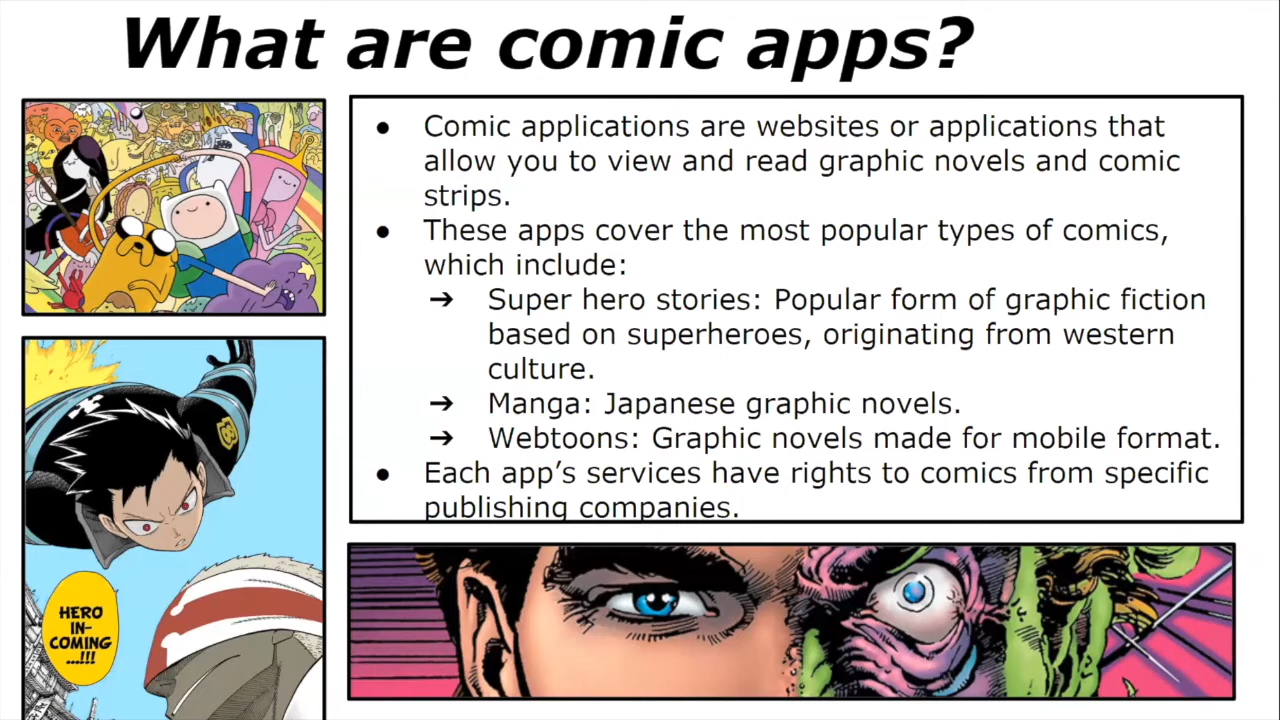 What are comic apps?
● Comic applications are websites or applications that
allow you to view and read graphic novels and comic
strips.
● These apps cover the most popular types of comics,
which include:
➔ Super hero stories: Popular form of graphic fiction
based on superheroes, originating from western
culture.
➔ Manga: Japanese graphic novels.
➔ Webtoons: Graphic novels made for mobile format.
● Each app’s services have rights to comics from specific
publishing companies.
HERO
IN-
COMING
...!!!